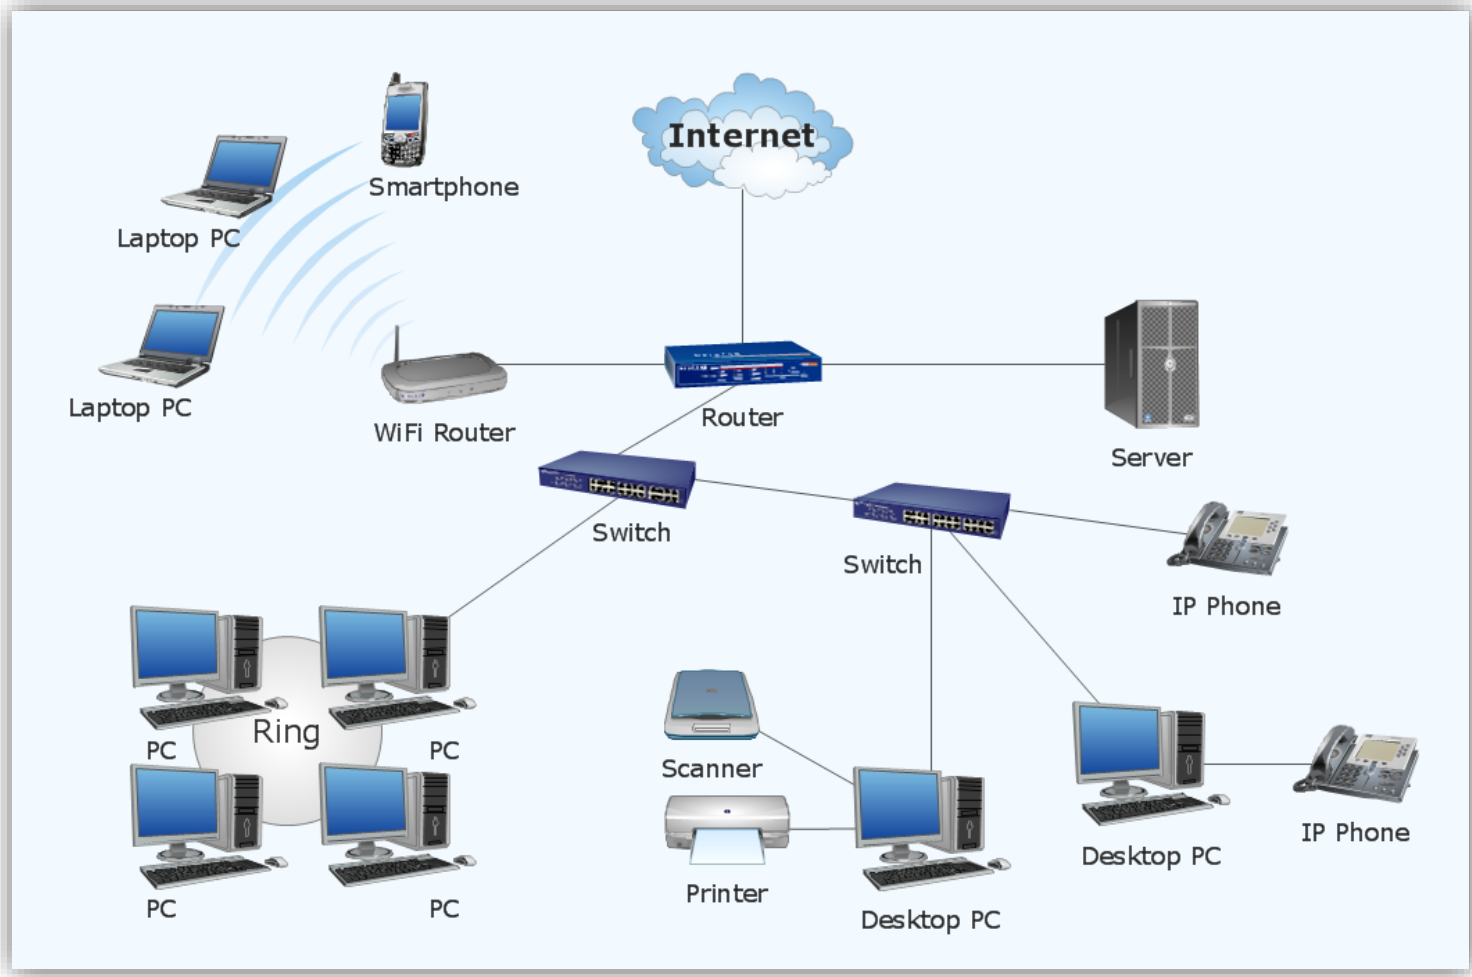 Internet
Smartphone
Laptop PC
Laptop PC
WiFi Router
Router
Server
Switch
Switch
IP Phone
Ring
PC
PC
PC
PC
Scanner
Printer
Desktop PC
Desktop PC
IP Phone